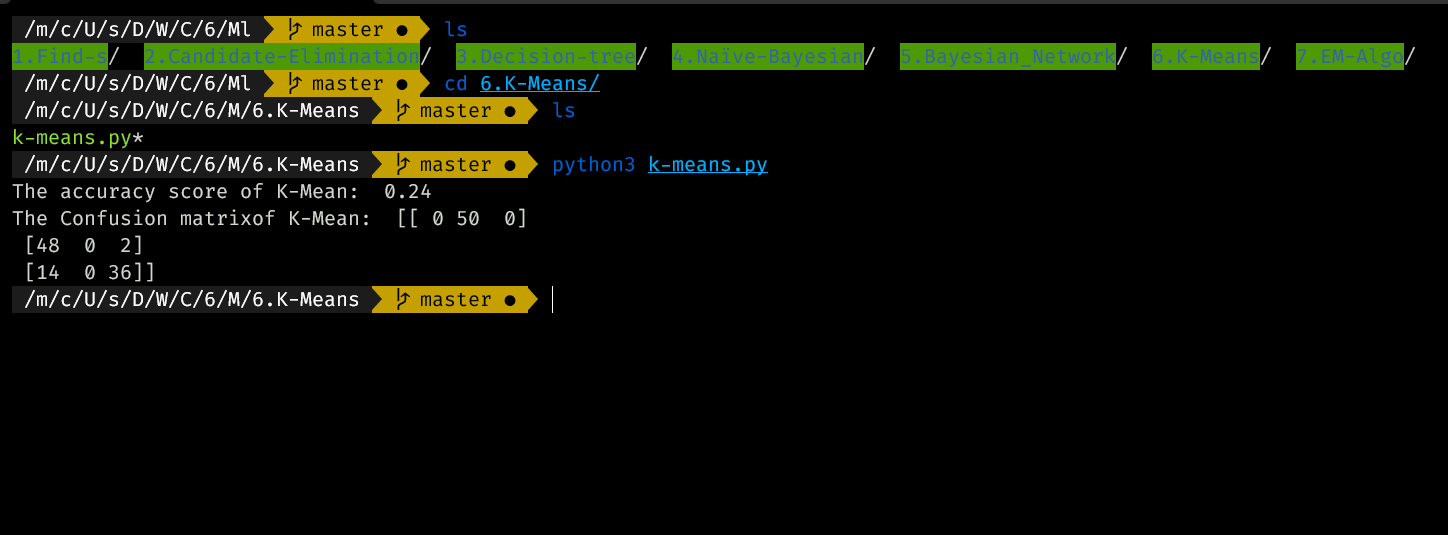 /m/c/U/s/D/W/C/6/Ml master ● ls
1.Find-s/ 2.Candidate-Elimination/ 3.Decision-tree/ 4.Naïve-Bayesian/ 5.Bayesian_Network/ 6.K-Means/ 7.EM-Algo/
/m/c/U/s/D/W/C/6/Ml master ● cd 6.K-Means/
/m/c/U/s/D/W/C/6/M/6.K-Means master ● ls
k-means.py*
/m/c/U/s/D/W/C/6/M/6.K-Means master ● python3 k-means.py
The accuracy score of K-Mean:  0.24
The Confusion matrixof K-Mean:  [[ 0 50  0]
 [48  0  2]
 [14  0 36]]
/m/c/U/s/D/W/C/6/M/6.K-Means master ●